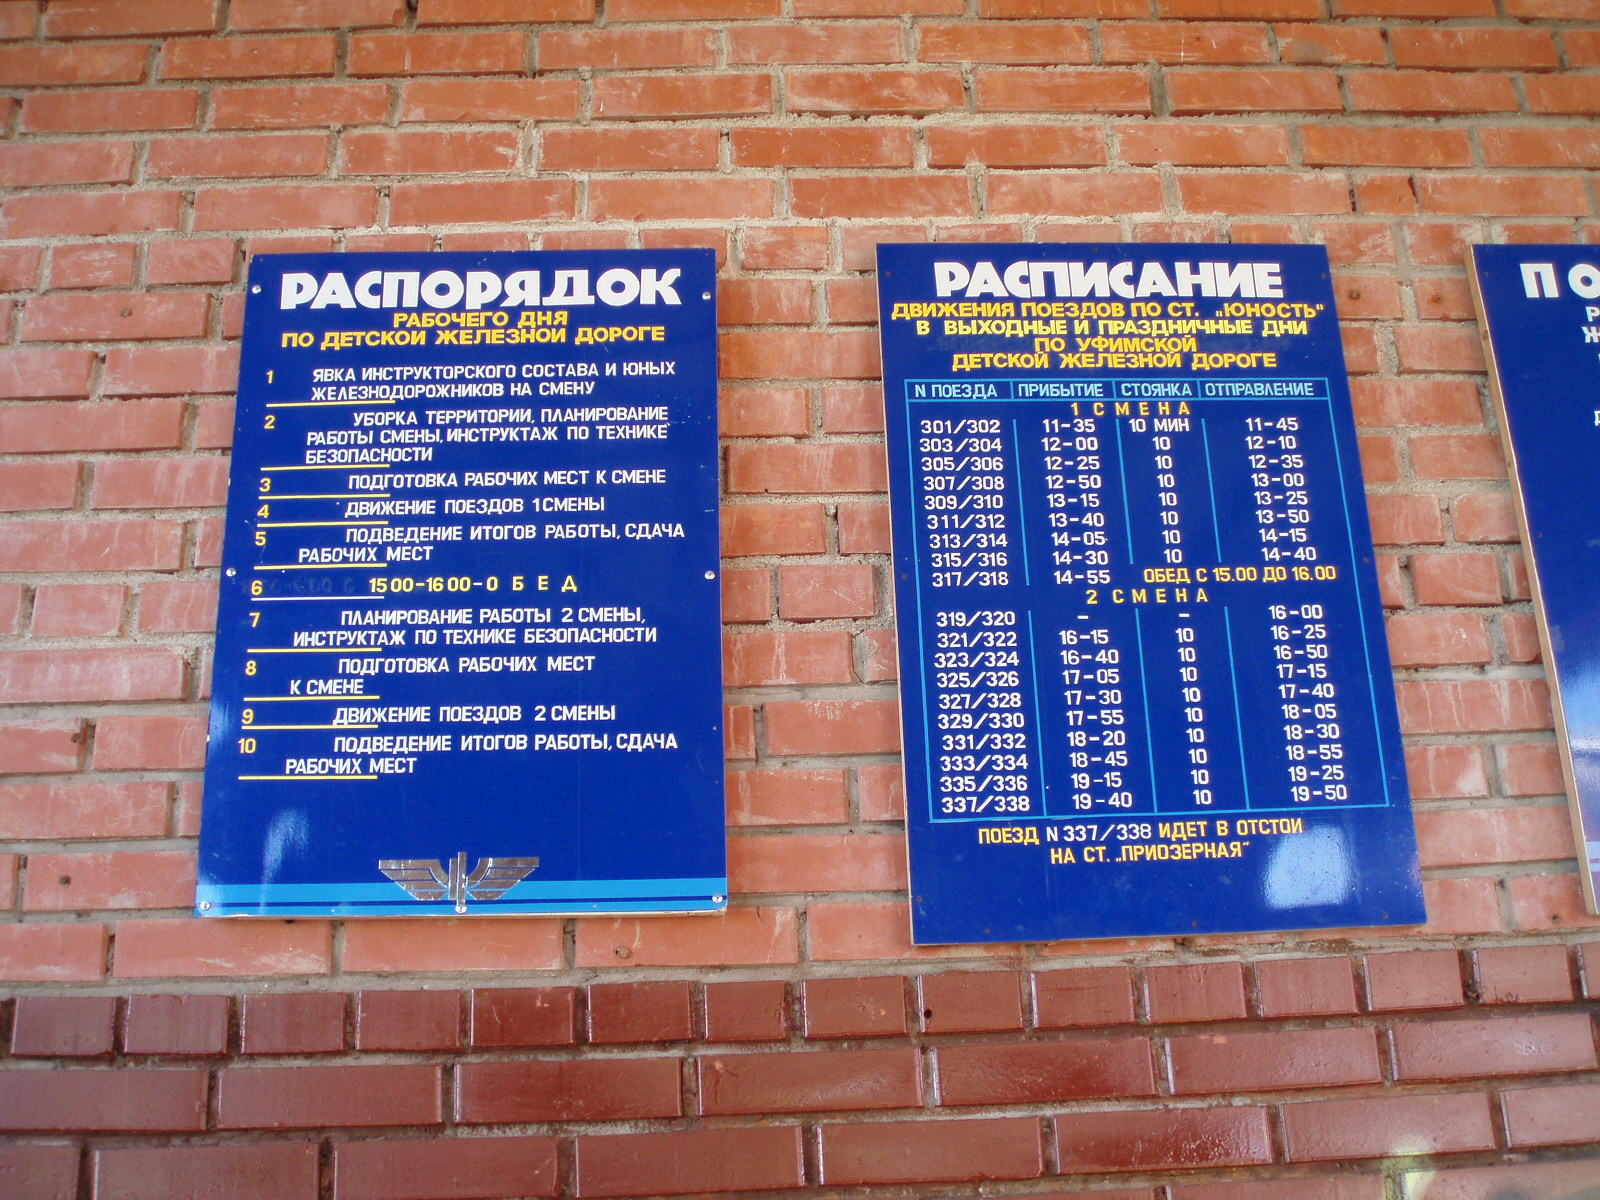 РАСПОРЯДОК
РАБОЧЕГО ДНЯ
ПО ДЕТСКОЙ ЖЕЛЕЗНОЙ ДОРОГЕ
1 ЯВКА ИНСТРУКТОРСКОГО СОСТАВА И ЮНЫХ
ЖЕЛЕЗНОДОРОЖНИКОВ НА СМЕНУ
2 УБОРКА ТЕРРИТОРИИ, ПЛАНИРОВАНИЕ
РАБОТЫ СМЕНЫ, ИНСТРУКТАЖ ПО ТЕХНИКЕ
БЕЗОПАСНОСТИ
3 ПОДГОТОВКА РАБОЧИХ МЕСТ К СМЕНЕ
4 ДВИЖЕНИЕ ПОЕЗДОВ 1 СМЕНЫ
5 ПОДВЕДЕНИЕ ИТОГОВ РАБОТЫ, СДАЧА
РАБОЧИХ МЕСТ
6 15 00-16 00-О Б Е Д
7 ПЛАНИРОВАНИЕ РАБОТЫ 2 СМЕНЫ,
ИНСТРУКТАЖ ПО ТЕХНИКЕ БЕЗОПАСНОСТИ
8 ПОДГОТОВКА РАБОЧИХ МЕСТ
К СМЕНЕ
9 ДВИЖЕНИЕ ПОЕЗДОВ 2 СМЕНЫ
10 ПОДВЕДЕНИЕ ИТОГОВ РАБОТЫ, СДАЧА
РАБОЧИХ МЕСТ
РАСПИСАНИЕ
ДВИЖЕНИЯ ПОЕЗДОВ ПО СТ. „ЮНОСТЬ"
В ВЫХОДНЫЕ И ПРАЗДНИЧНЫЕ ДНИ
ПО УФИМСКОЙ
ДЕТСКОЙ ЖЕЛЕЗНОЙ ДОРОГЕ
N ПОЕЗДА ПРИБЫТИЕ СТОЯНКА ОТПРАВЛЕНИЕ
1 С М Е Н А
301/302 11-35 10 МИН 11-45
303/304 12-00 10 12-10
305/306 12-25 10 12-35
307/308 12-50 10 13-00
309/310 13-15 10 13-25
311/312 13-40 10 13-50
313/314 14-05 10 14-15
315/316 14-30 10 14-40
317/318 14-55 ОБЕД С 15.00 ДО 16.00
2 С М Е Н А
319/320 - - 16-00
321/322 16-15 10 16-25
323/324 16-40 10 16-50
325/326 17-05 10 17-15
327/328 17-30 10 17-40
329/330 17-55 10 18-05
331/332 18-20 10 18-30
333/334 18-45 10 18-55
335/336 19-15 10 19-25
337/338 19-40 10 19-50
ПОЕЗД N 337/338 ИДЕТ В ОТСТОЙ
НА СТ. „ПРИОЗЕРНАЯ"